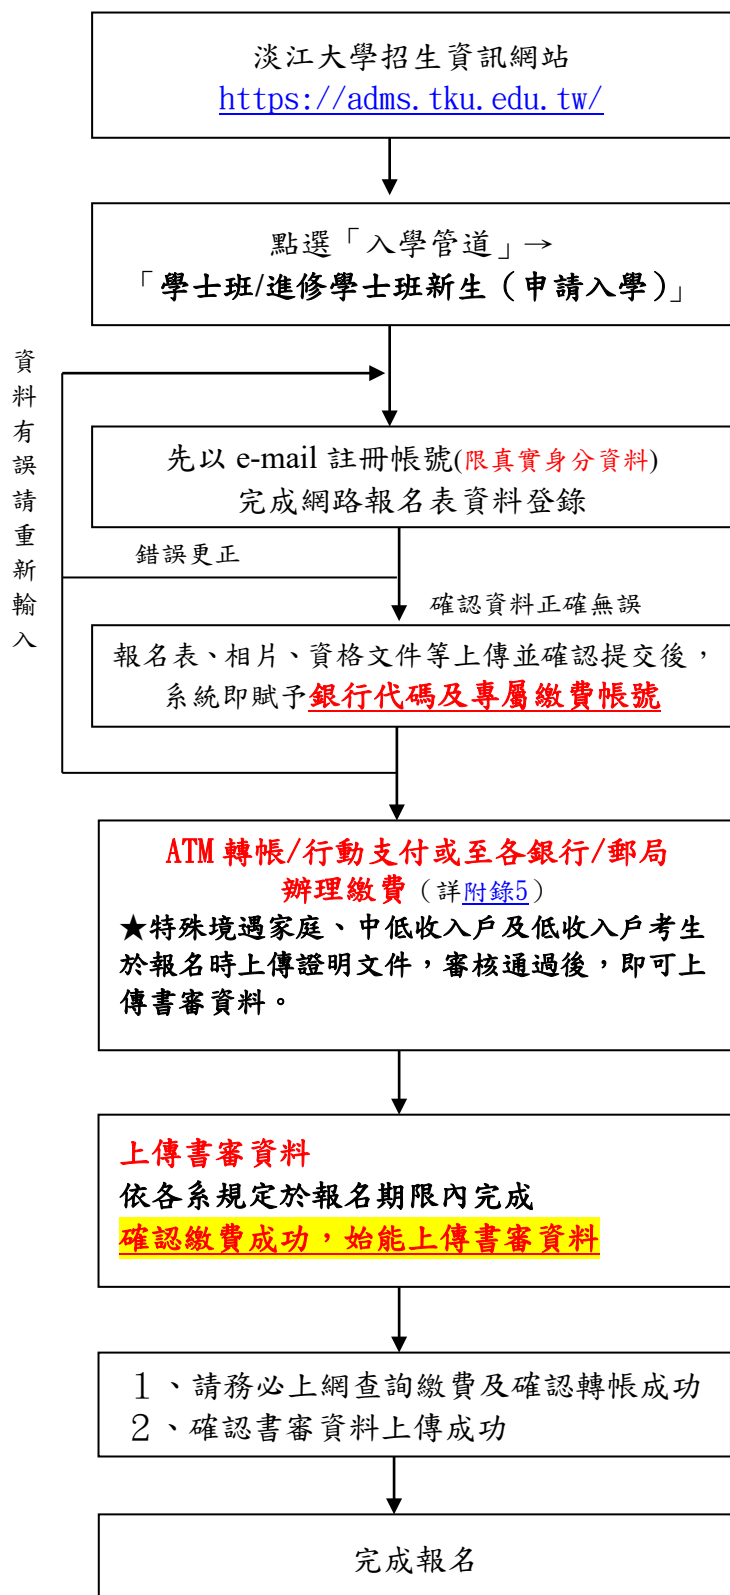 淡江大學招生資訊網站
https://adms.tku.edu.tw/
點選「入學管道」→
「學士班/進修學士班新生（申請入學）」
資料有誤請重新輸入
先以 e-mail 註冊帳號(限真實身分資料)
完成網路報名表資料登錄
錯誤更正
確認資料正確無誤
報名表、相片、資格文件等上傳並確認提交後，
系統即賦予銀行代碼及專屬繳費帳號
ATM 轉帳/行動支付或至各銀行/郵局
辦理繳費（詳附錄5）
★特殊境遇家庭、中低收入戶及低收入戶考生
於報名時上傳證明文件，審核通過後，即可上
傳書審資料。
上傳書審資料
依各系規定於報名期限內完成
確認繳費成功，始能上傳書審資料
１、請務必上網查詢繳費及確認轉帳成功
２、確認書審資料上傳成功
完成報名